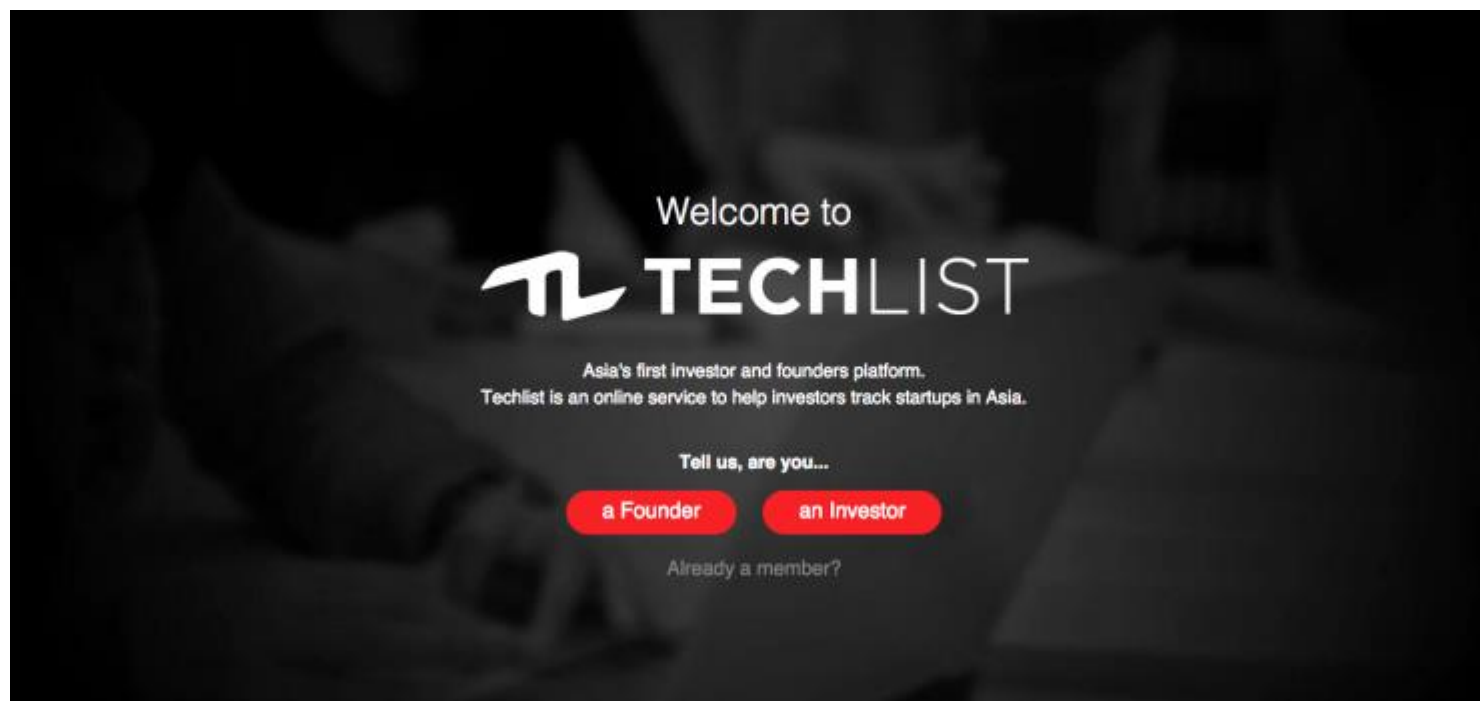 Welcome to
TL TECHLIST
Asia's first investor and founders platform.
Techlist is an online service to help investors track startups in Asia.
Tell us, are you...
a Founder
an Investor
Already a member?